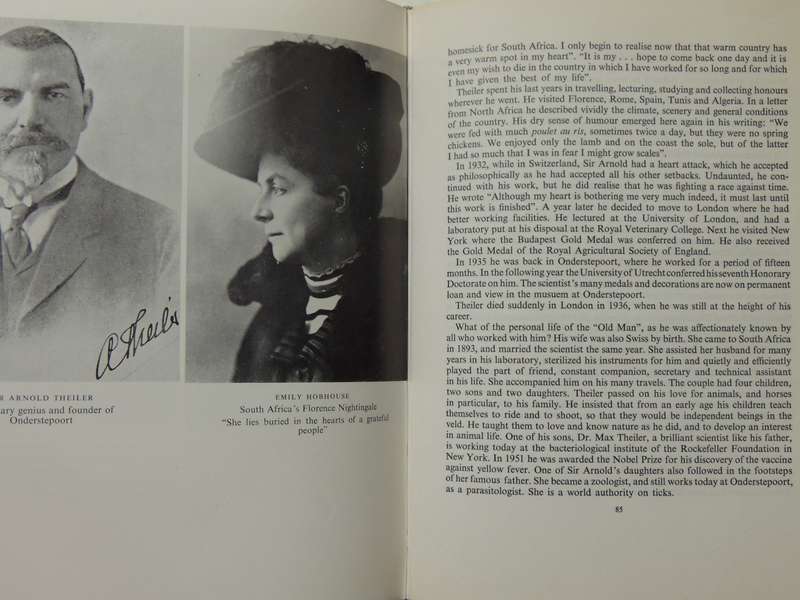 A Theiler
R ARNOLD THEILER
ary genius and founder of
Onderstepoort
EMILY HOBHOUSE
South Africa's Florence Nightingale
"She lies buried in the hearts of a grateful
people"
homesick for South Africa. I only begin to realise now that that warm country has
a very warm spot in my heart". "It is my . . . hope to come back one day and it is
even my wish to die in the country in which I have worked for so long and for which
I have given the best of my life".
Theiler spent his last years in travelling, lecturing, studying and collecting honours
wherever he went. He visited Florence, Rome, Spain, Tunis and Algeria. In a letter
from North Africa he described vividly the climate, scenery and general conditions
of the country. His dry sense of humour emerged here again in his writing: "We
were fed with much poulet au ris, sometimes twice a day, but they were no spring
chickens. We enjoyed only the lamb and on the coast the sole, but of the latter
I had so much that I was in fear I might grow scales".
In 1932, while in Switzerland, Sir Arnold had a heart attack, which he accepted
as philosophically as he had accepted all his other setbacks. Undaunted, he con-
tinued with his work, but he did realise that he was fighting a race against time.
He wrote "Although my heart is bothering me very much indeed, it must last until
this work is finished". A year later he decided to move to London where he had
better working facilities. He lectured at the University of London, and had a
laboratory put at his disposal at the Royal Veterinary College. Next he visited New
York where the Budapest Gold Medal was conferred on him. He also received
the Gold Medal of the Royal Agricultural Society of England.
In 1935 he was back in Onderstepoort, where he worked for a period of fifteen
months. In the following year the University of Utrecht conferred his seventh Honorary
Doctorate on him. The scientist's many medals and decorations are now on permanent
loan and view in the musuem at Onderstepoort.
Theiler died suddenly in London in 1936, when he was still at the height of his
career.
What of the personal life of the "Old Man", as he was affectionately known by
all who worked with him? His wife was also Swiss by birth. She came to South Africa
in 1893, and married the scientist the same year. She assisted her husband for many
years in his laboratory, sterilized his instruments for him and quietly and efficiently
played the part of friend, constant companion, secretary and technical assistant
in his life. She accompanied him on his many travels. The couple had four children,
two sons and two daughters. Theiler passed on his love for animals, and horses
in particular, to his family. He insisted that from an early age his children teach
themselves to ride and to shoot, so that they would be independent beings in the
veld. He taught them to love and know nature as he did, and to develop an interest
in animal life. One of his sons, Dr. Max Theiler, a brilliant scientist like his father,
is working today at the bacteriological institute of the Rockefeller Foundation in
New York. In 1951 he was awarded the Nobel Prize for his discovery of the vaccine
against yellow fever. One of Sir Arnold's daughters also followed in the footsteps
of her famous father. She became a zoologist, and still works today at Onderstepoort,
as a parasitologist. She is a world authority on ticks.
85